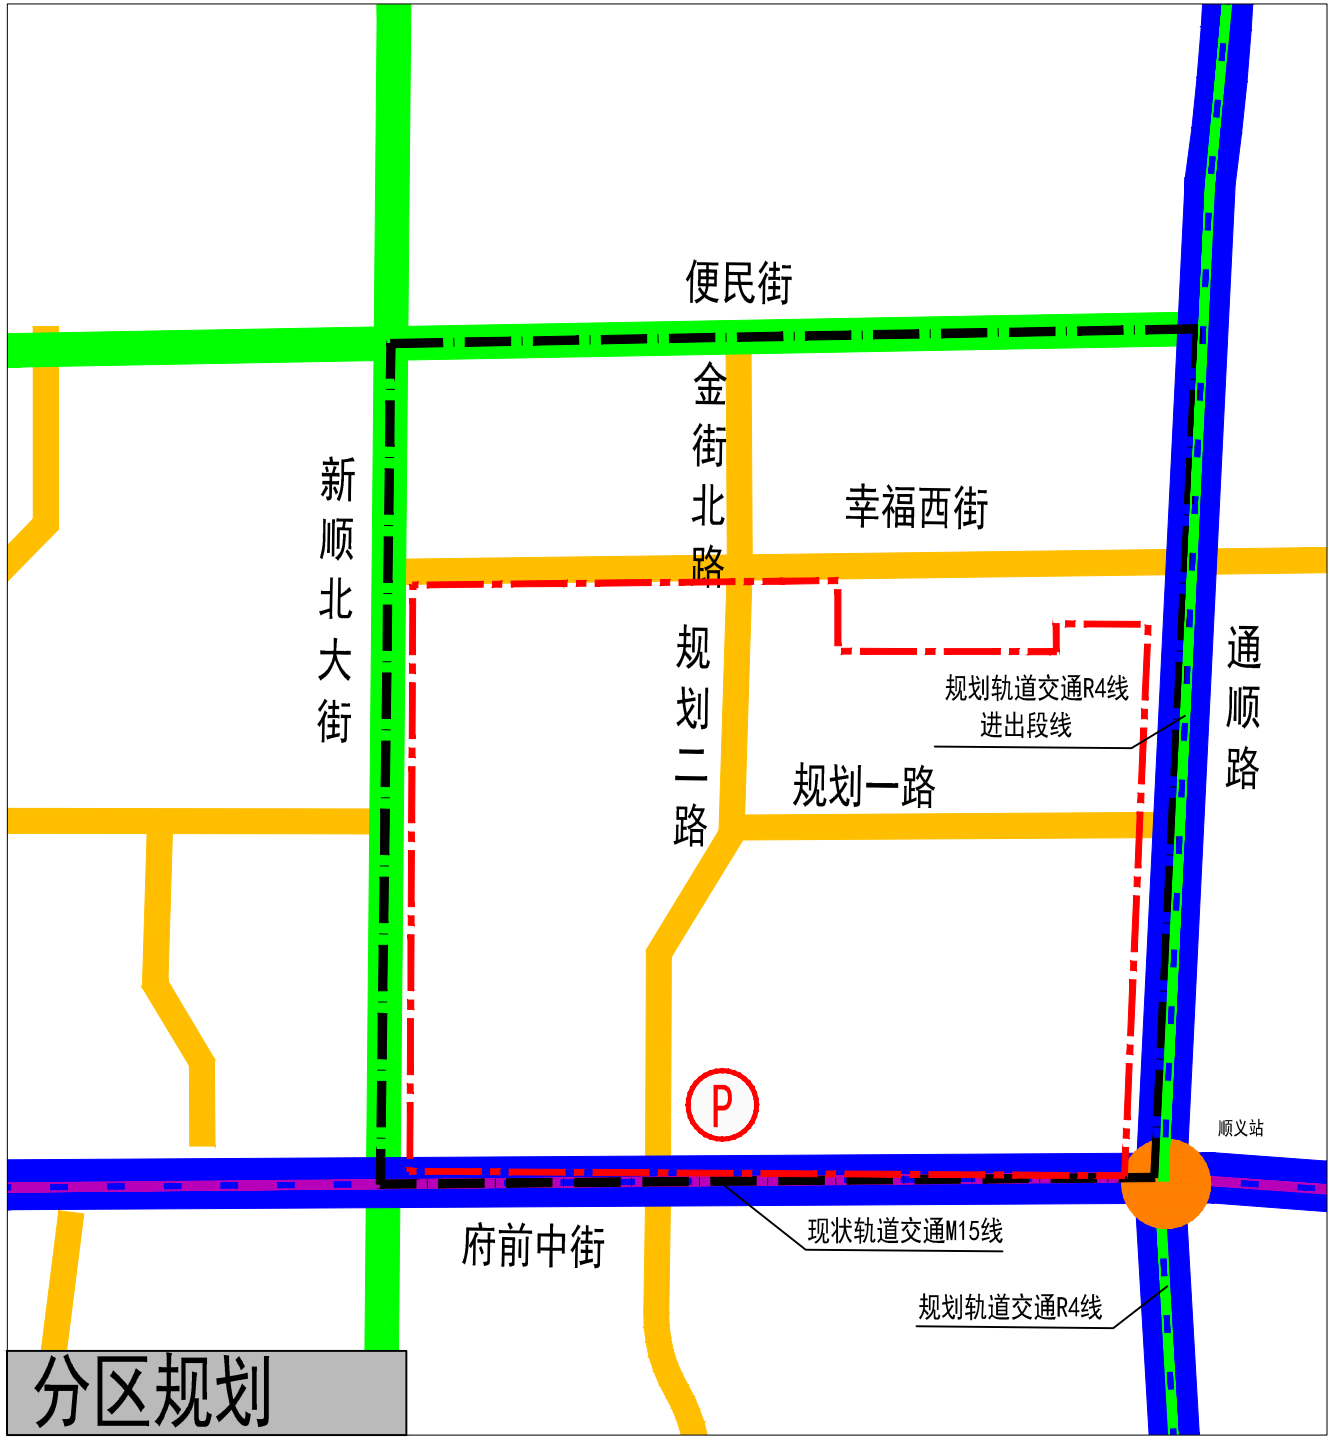 便民街
金街北路
幸福西街
新顺北大街
规划二路
通顺路
规划轨道交通R4线
进出段线
规划一路
P
顺义站
府前中街
现状轨道交通M15线
规划轨道交通R4线
分区规划